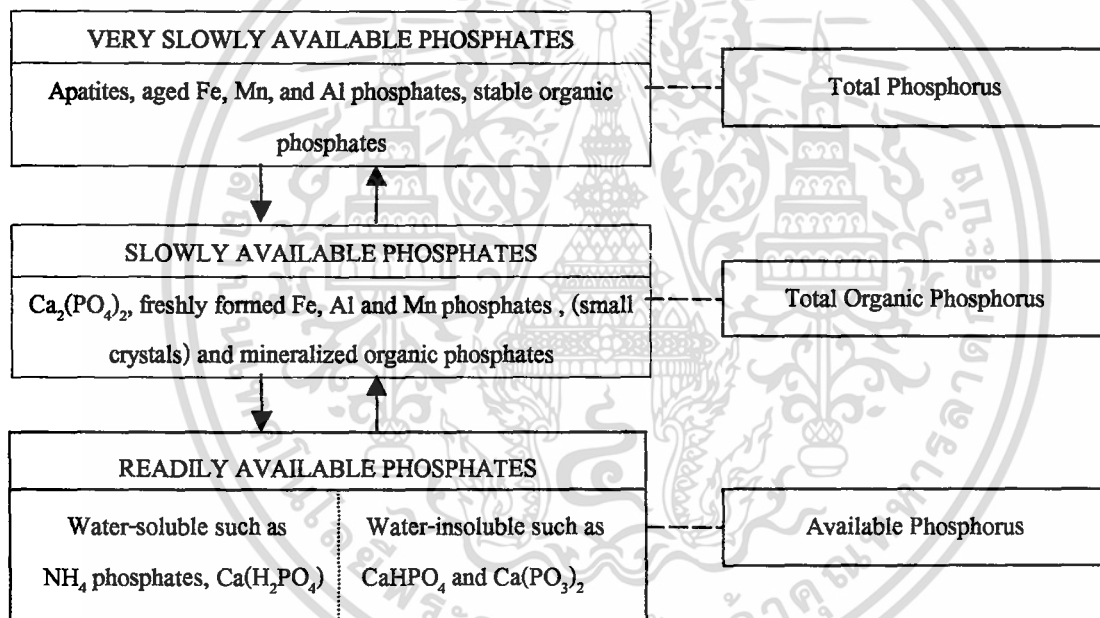 VERY SLOWLY AVAILABLE PHOSPHATES
Apatites, aged Fe, Mn, and Al phosphates, stable organic
phosphates
Total Phosphorus
SLOWLY AVAILABLE PHOSPHATES
Ca₂(PO₄)₂, freshly formed Fe, Al and Mn phosphates , (small
crystals) and mineralized organic phosphates
Total Organic Phosphorus
READILY AVAILABLE PHOSPHATES
Water-soluble such as
NH₄ phosphates, Ca(H₂PO₄)
Water-insoluble such as
CaHPO₄ and Ca(PO₃)₂
Available Phosphorus